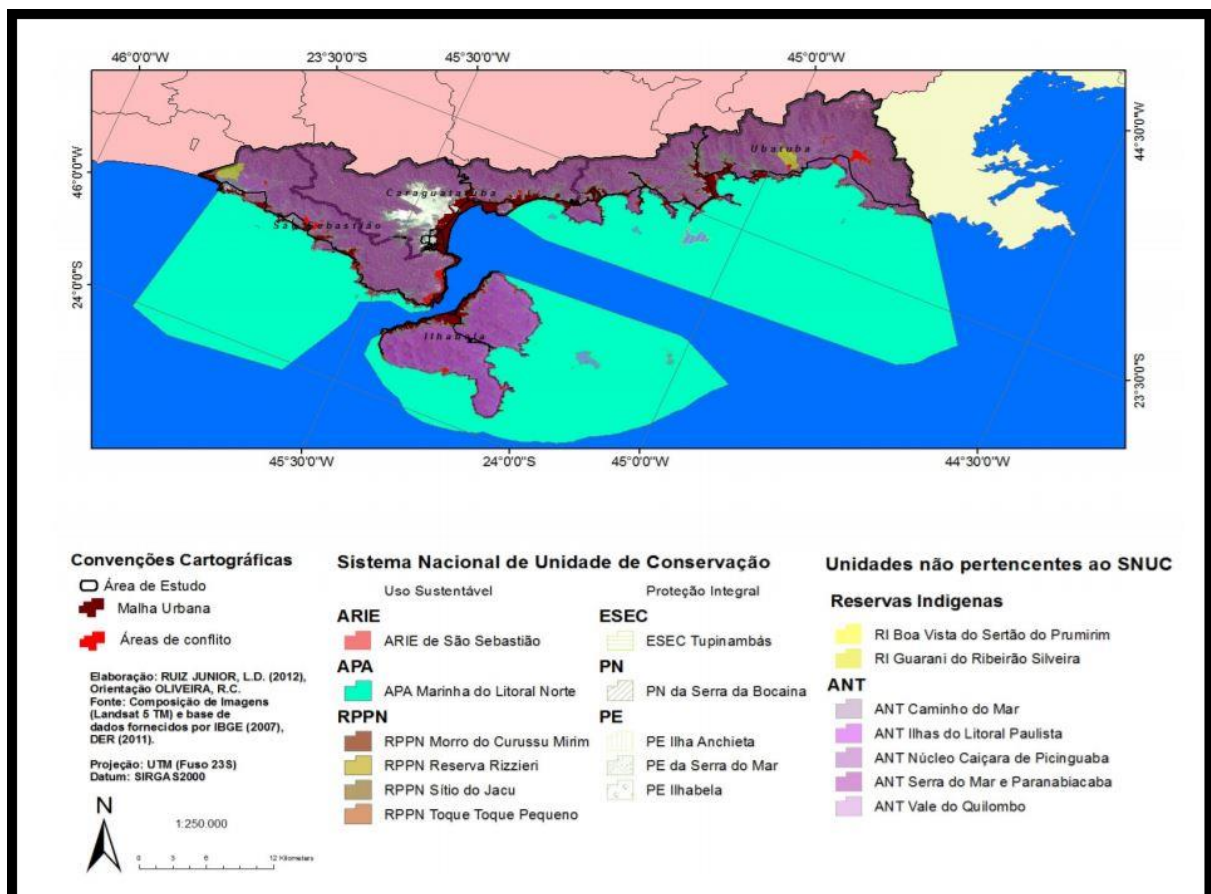 46°0'0"W
23°30'0"S
45°30'0"W
45°0'0"W
44°30'0"W
46°0'0"W
24°0'0"S
23°30'0"S
Ubatuba
Caraguatatuba
São Sebastião
Ilhabela
45°30'0"W
24°0'0"S
45°0'0"W
44°30'0"W
Convenções Cartográficas
Área de Estudo
Malha Urbana
Áreas de conflito
Elaboração: RUIZ JUNIOR, L.D. (2012),
Orientação OLIVEIRA, R.C.
Fonte: Composição de Imagens
(Landsat 5 TM) e base de
dados fornecidos por IBGE (2007),
DER (2011).
Projeção: UTM (Fuso 23S)
Datum: SIRGAS2000
N
1:250.000
0 3 6 12 Kilometers
Sistema Nacional de Unidade de Conservação
Uso Sustentável
ARIE
ARIE de São Sebastião
APA
APA Marinha do Litoral Norte
RPPN
RPPN Morro do Curussu Mirim
RPPN Reserva Rizzieri
RPPN Sítio do Jacu
RPPN Toque Toque Pequeno
Proteção Integral
ESEC
ESEC Tupinambás
PN
PN da Serra da Bocaina
PE
PE Ilha Anchieta
PE da Serra do Mar
PE Ilhabela
Unidades não pertencentes ao SNUC
Reservas Indigenas
RI Boa Vista do Sertão do Prumirim
RI Guarani do Ribeirão Silveira
ANT
ANT Caminho do Mar
ANT Ilhas do Litoral Paulista
ANT Núcleo Caiçara de Picinguaba
ANT Serra do Mar e Paranabiacaba
ANT Vale do Quilombo